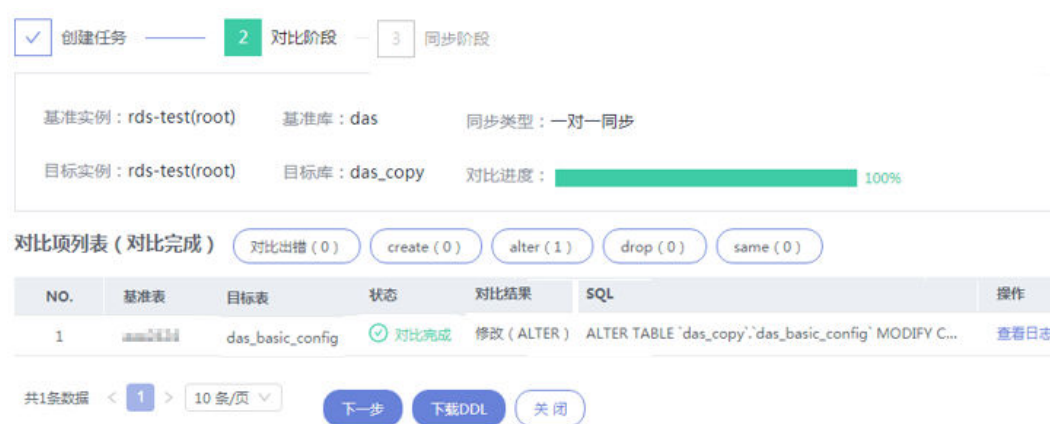 创建任务 2 对比阶段 3 同步阶段
基准实例：rds-test(root) 基准库：das 同步类型：一对一同步
目标实例：rds-test(root) 目标库：das_copy 对比进度： 100%
对比项列表（对比完成） 对比出错（0） create（0） alter（1） drop（0） same（0）
NO. 基准表 目标表 状态 对比结果 SQL 操作
1 das_basic_config 对比完成 修改（ALTER） ALTER TABLE `das_copy`.`das_basic_config` MODIFY C... 查看日志
共1条数据 < 1 > 10 条/页 下一步 下载DDL 关闭